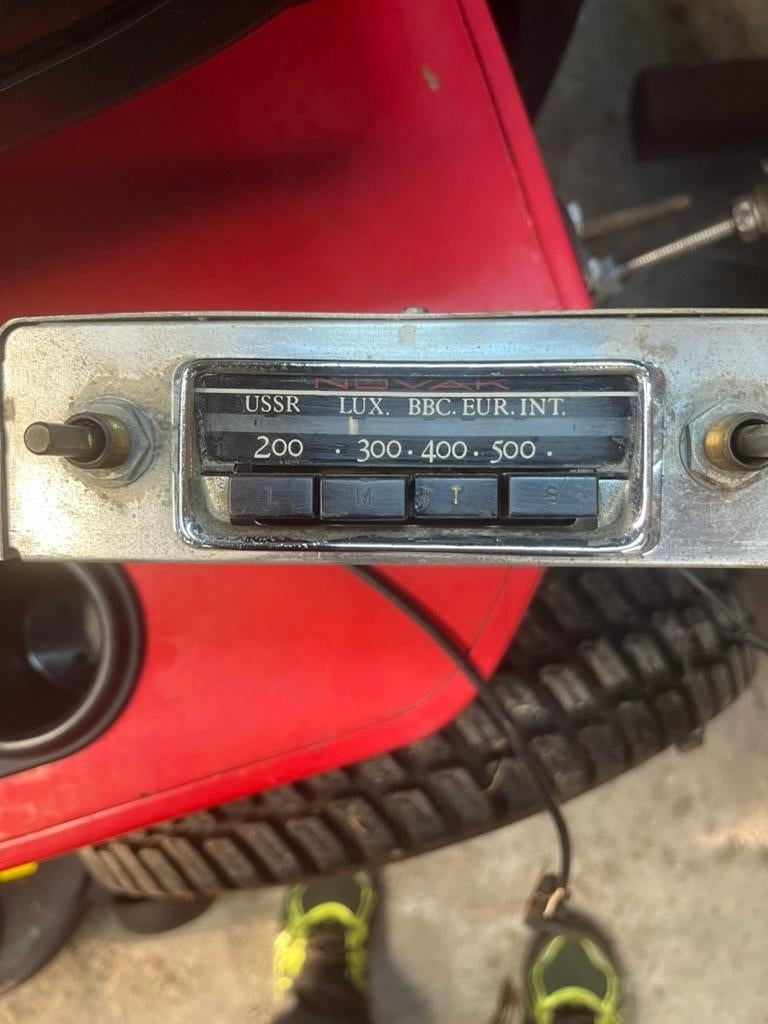 NOVAK
USSR LUX. BBC. EUR. INT.
200 · 300 · 400 · 500 ·
L M T S